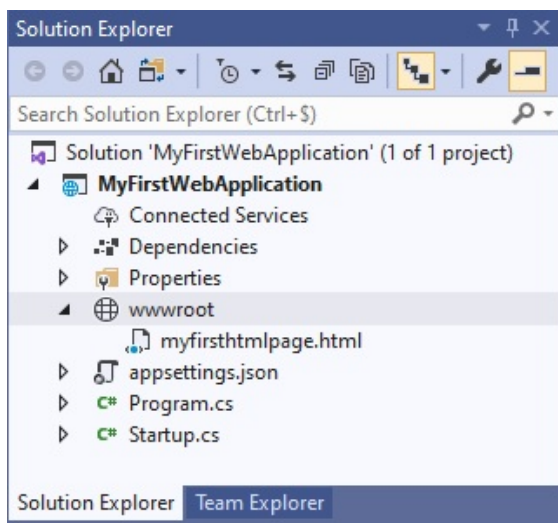 Solution Explorer
Search Solution Explorer (Ctrl+$)
Solution 'MyFirstWebApplication' (1 of 1 project)
MyFirstWebApplication
Connected Services
Dependencies
Properties
wwwroot
myfirsthtmlpage.html
appsettings.json
C# Program.cs
C# Startup.cs
Solution Explorer Team Explorer